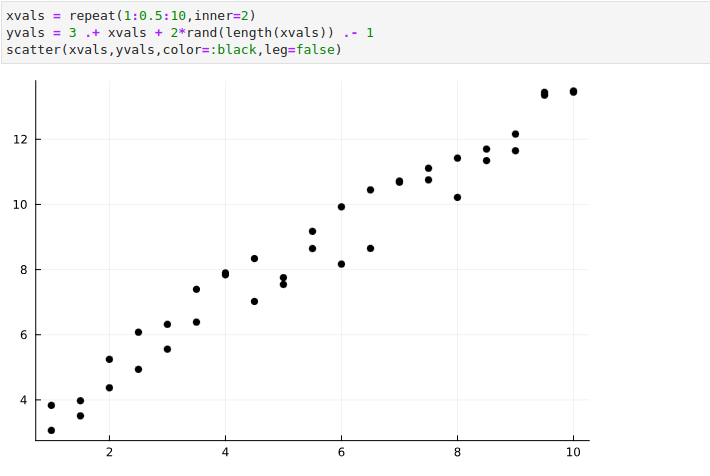 xvals = repeat(1:0.5:10,inner=2)
yvals = 3 .+ xvals + 2*rand(length(xvals)) .- 1
scatter(xvals,yvals,color=:black,leg=false)
12
10
8
6
4
2 4 6 8 10